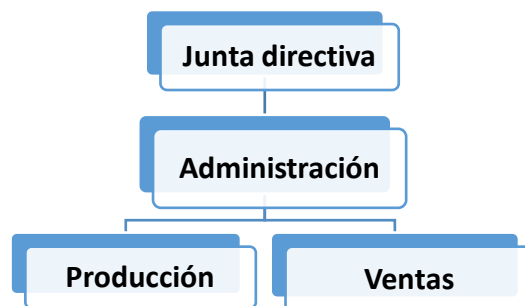 Junta directiva
Administración
Producción
Ventas